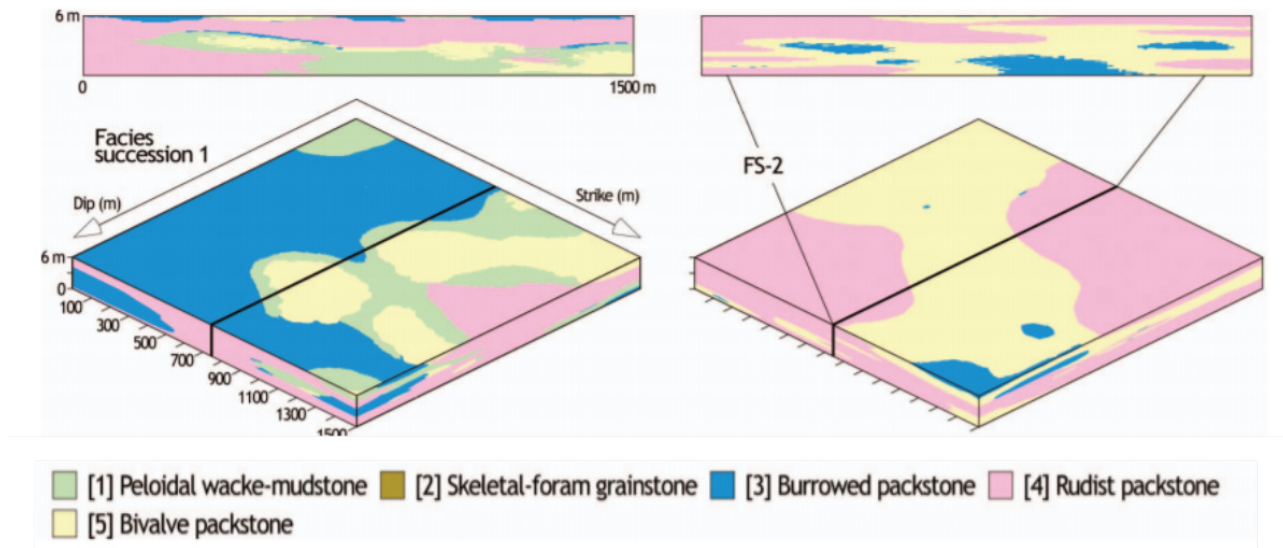 6 m
0
1500 m
Facies
succession 1
Dip (m)
Strike (m)
6 m
0
100
300
500
700
900
1100
1300
1500
FS-2
[1] Peloidal wacke-mudstone [2] Skeletal-foram grainstone [3] Burrowed packstone [4] Rudist packstone
[5] Bivalve packstone